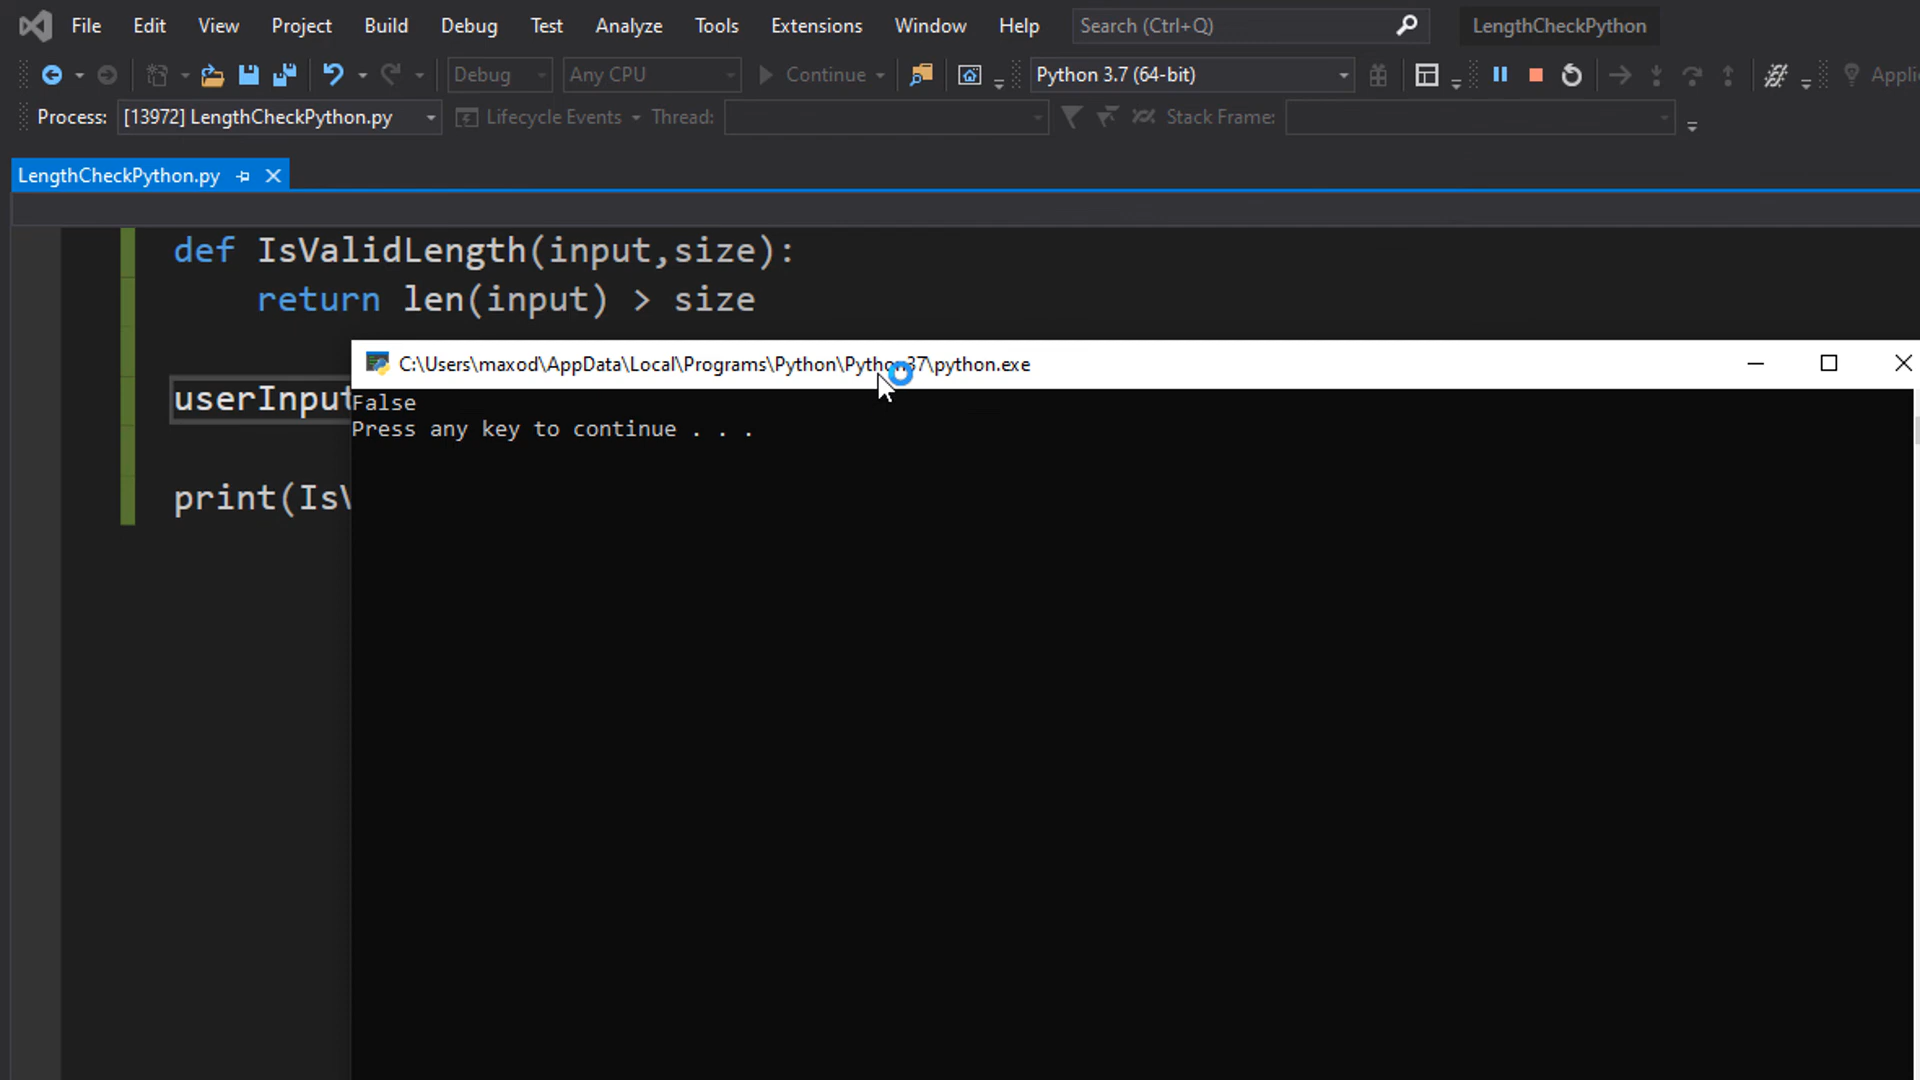 File Edit View Project Build Debug Test Analyze Tools Extensions Window Help Search (Ctrl+Q) LengthCheckPython
Debug Any CPU Continue Python 3.7 (64-bit)
Process: [13972] LengthCheckPython.py Lifecycle Events Thread: Stack Frame:
LengthCheckPython.py
def IsValidLength(input,size):
return len(input) > size
C:\Users\maxod\AppData\Local\Programs\Python\Python37\python.exe
userInput
False
Press any key to continue . . .
print(Is